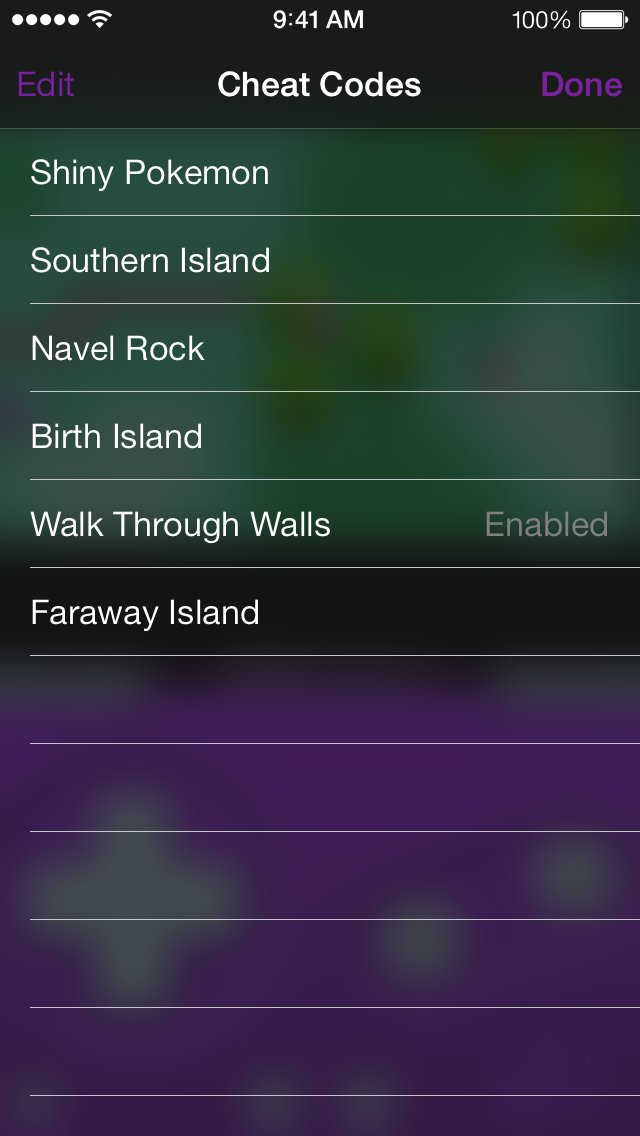 9:41 AM 100%
Edit Cheat Codes Done
Shiny Pokemon
Southern Island
Navel Rock
Birth Island
Walk Through Walls Enabled
Faraway Island